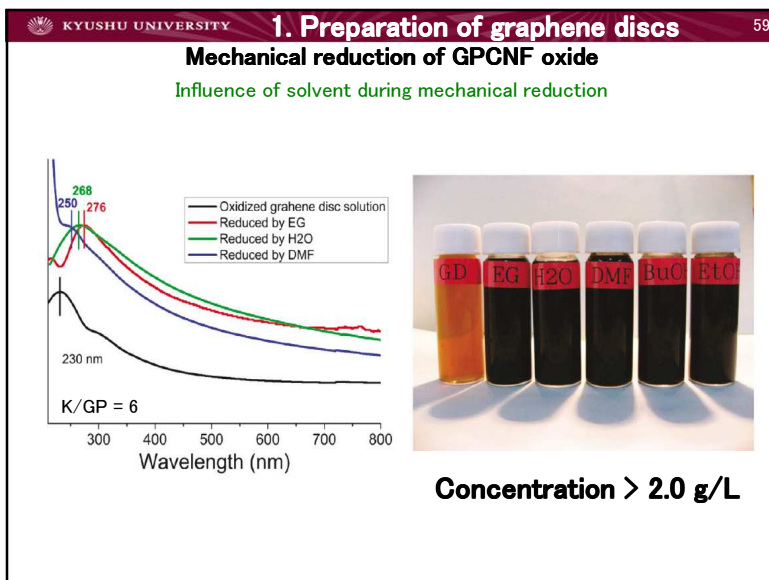 KYUSHU UNIVERSITY
1. Preparation of graphene discs
59
Mechanical reduction of GPCNF oxide
Influence of solvent during mechanical reduction
268
250
276
Oxidized grahene disc solution
Reduced by EG
Reduced by H2O
Reduced by DMF
230 nm
K/GP = 6
300 400 500 600 700 800
Wavelength (nm)
GD EG H2O DMF BuOH EtOH
Concentration > 2.0 g/L